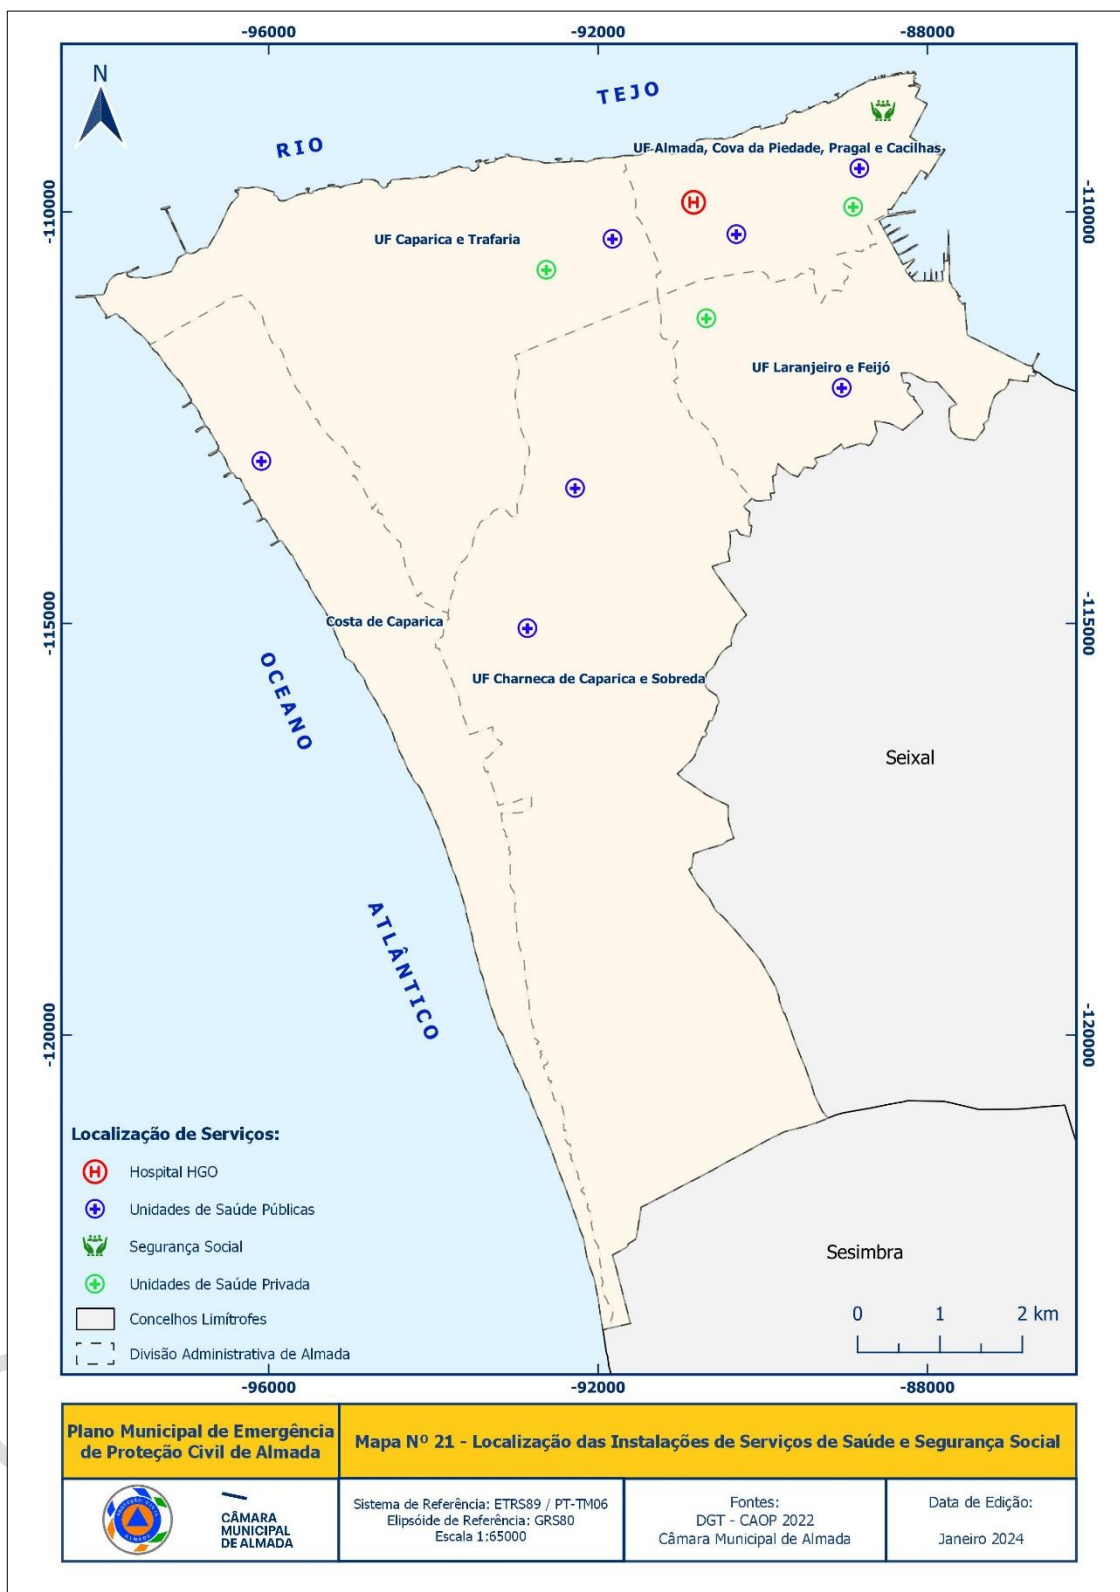 -96000
-92000
-88000
N
RIO
TEJO
UF Almada, Cova da Piedade, Pragal e Cacilhas
-110000
-110000
UF Caparica e Trafaria
H
UF Laranjeiro e Feijó
-115000
-115000
Costa de Caparica
OCEANO
UF Charneca de Caparica e Sobreda
Seixal
ATLÂNTICO
-120000
-120000
Localização de Serviços:
H Hospital HGO
Unidades de Saúde Públicas
Segurança Social
Unidades de Saúde Privada
Concelhos Limítrofes
Divisão Administrativa de Almada
Sesimbra
0 1 2 km
-96000
-92000
-88000
Plano Municipal de Emergência
de Proteção Civil de Almada
Mapa Nº 21 - Localização das Instalações de Serviços de Saúde e Segurança Social
PROTEÇÃO CIVIL
ALMADA
CÂMARA
MUNICIPAL
DE ALMADA
Sistema de Referência: ETRS89 / PT-TM06
Elipsóide de Referência: GRS80
Escala 1:65000
Fontes:
DGT - CAOP 2022
Câmara Municipal de Almada
Data de Edição:
Janeiro 2024